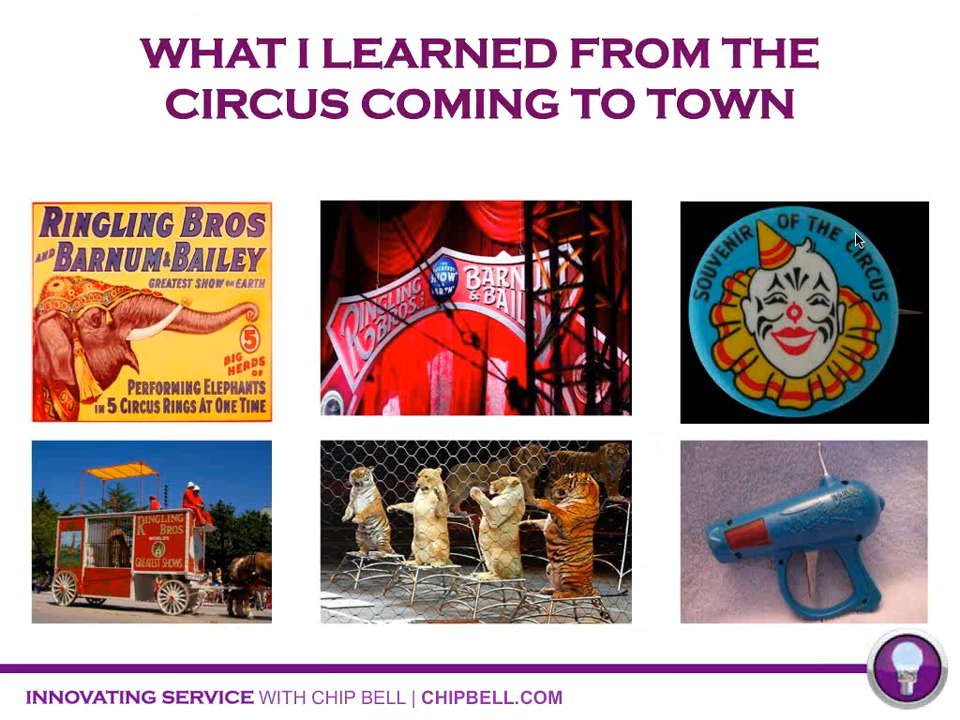 WHAT I LEARNED FROM THE
CIRCUS COMING TO TOWN
RINGLING BROS
AND BARNUM & BAILEY
GREATEST SHOW ON EARTH
5
BIG
HERDS
OF
PERFORMING ELEPHANTS
IN 5 CIRCUS RINGS AT ONE TIME
RINGLING
BROS.
BARNUM
& BAIL
SOUVENIR OF THE CIRCUS
RINGLING
BROS
WORLD'S
GREATEST SHOWS
INNOVATING SERVICE WITH CHIP BELL | CHIPBELL.COM